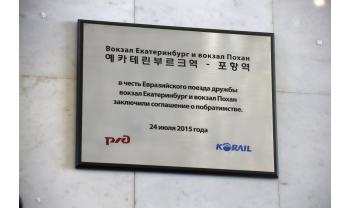 Вокзал Екатеринбург и вокзал Похан
예카테린부르크역 - 포항역
в честь Евразийского поезда дружбы
вокзал Екатеринбург и вокзал Похан
заключили соглашение о побратимстве.
24 июля 2015 года
ржд KORAIL